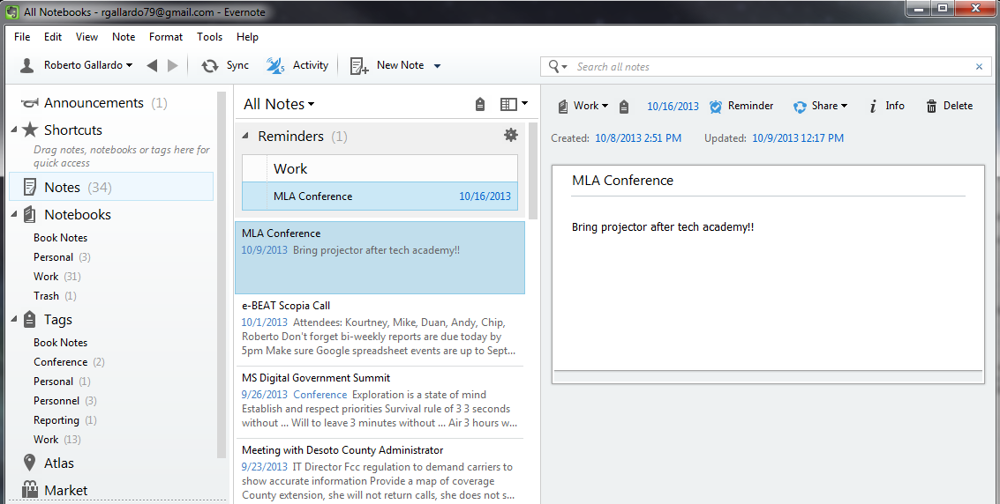 All Notebooks - rgallardo79@gmail.com - Evernote
File Edit View Note Format Tools Help
Roberto Gallardo Sync Activity New Note Search all notes
Announcements (1)
Shortcuts
Drag notes, notebooks or tags here for
quick access
Notes (34)
Notebooks
Book Notes
Personal (3)
Work (31)
Trash (1)
Tags
Book Notes
Conference (2)
Personal (1)
Personnel (3)
Reporting (1)
Work (13)
Atlas
Market
All Notes
Reminders (1)
Work
MLA Conference 10/16/2013
MLA Conference
10/9/2013 Bring projector after tech academy!!
e-BEAT Scopia Call
10/1/2013 Attendees: Kourtney, Mike, Duan, Andy, Chip,
Roberto Don't forget bi-weekly reports are due today by
5pm Make sure Google spreadsheet events are up to Sept...
MS Digital Government Summit
9/26/2013 Conference Exploration is a state of mind
Establish and respect priorities Survival rule of 3 3 seconds
without ... Will to leave 3 minutes without ... Air 3 hours w...
Meeting with Desoto County Administrator
9/23/2013 IT Director Fcc regulation to demand carriers to
show accurate information Provide a map of coverage
County extension, she will not return calls, she does not s...
Work 10/16/2013 Reminder Share Info Delete
Created: 10/8/2013 2:51 PM Updated: 10/9/2013 12:17 PM
MLA Conference
Bring projector after tech academy!!